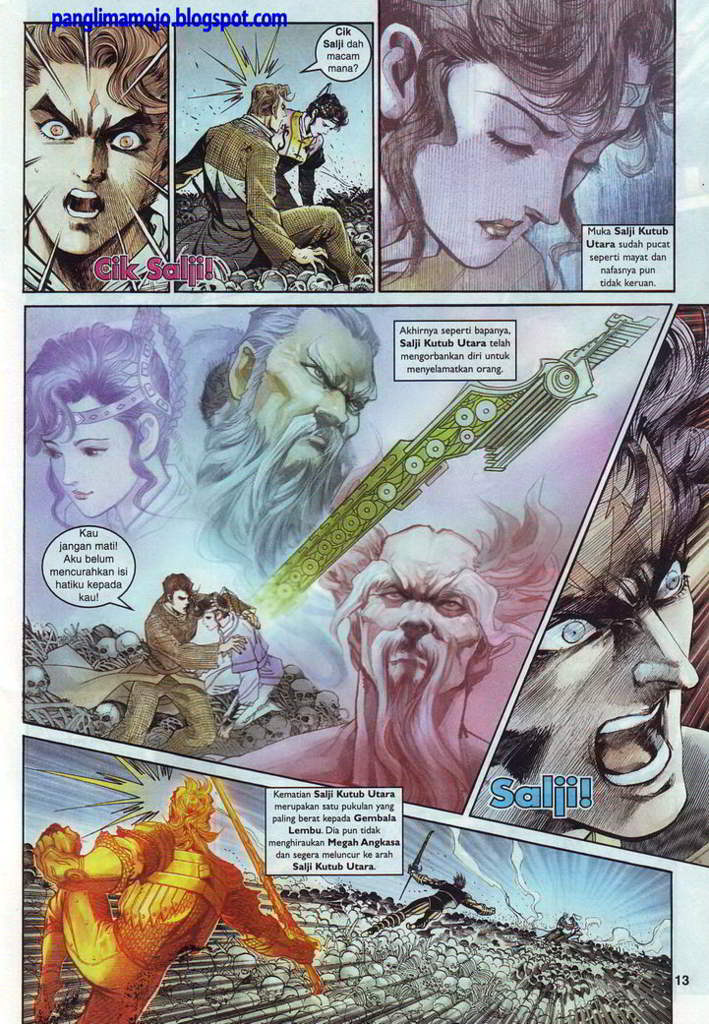 panglimamojo.blogspot.com
Cik Salji!
Cik
Salji dah
macam
mana?
Muka Salji Kutub
Utara sudah pucat
seperti mayat dan
nafasnya pun
tidak keruan.
Akhirnya seperti bapanya,
Salji Kutub Utara telah
mengorbankan diri untuk
menyelamatkan orang.
Kau
jangan mati!
Aku belum
mencurahkan isi
hatiku kepada
kau!
Salji!
Kematian Salji Kutub Utara
merupakan satu pukulan yang
paling berat kepada Gembala
Lembu. Dia pun tidak
menghiraukan Megah Angkasa
dan segera meluncur ke arah
Salji Kutub Utara.
13